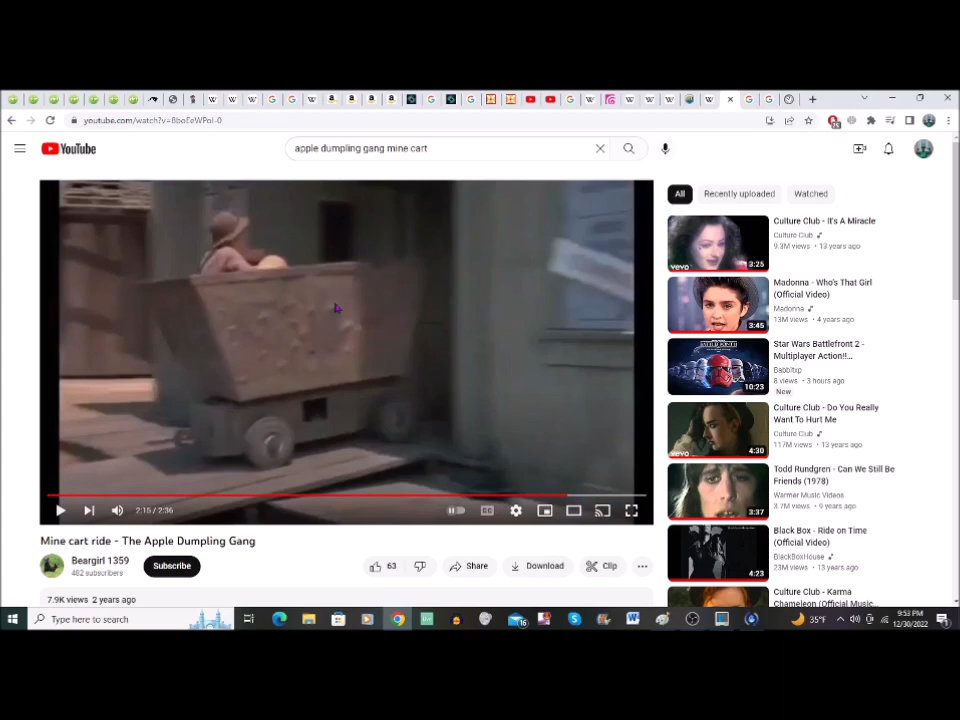 youtube.com/watch?v=8boEeWPoI-0
YouTube
apple dumpling gang mine cart
All
Recently uploaded
Watched
Culture Club - It's A Miracle
Culture Club
9.3M views • 13 years ago
vevo
3:25
Madonna - Who's That Girl
(Official Video)
Madonna
13M views • 4 years ago
3:45
Star Wars Battlefront 2 -
Multiplayer Action!!...
Babbitxp
8 views • 3 hours ago
New
10:23
Culture Club - Do You Really
Want To Hurt Me
Culture Club
117M views • 13 years ago
vevo
4:30
Todd Rundgren - Can We Still Be
Friends (1978)
Warner Music Videos
3.7M views • 9 years ago
3:37
Black Box - Ride on Time
(Official Video)
BlackBoxHouse
23M views • 13 years ago
4:23
Culture Club - Karma
Chameleon (Official Music...
2:15 / 2:36
Mine cart ride - The Apple Dumpling Gang
Beargirl 1359
402 subscribers
Subscribe
63
Share
Download
Clip
7.9K views 2 years ago
Type here to search
16
35°F
9:53 PM
12/30/2022